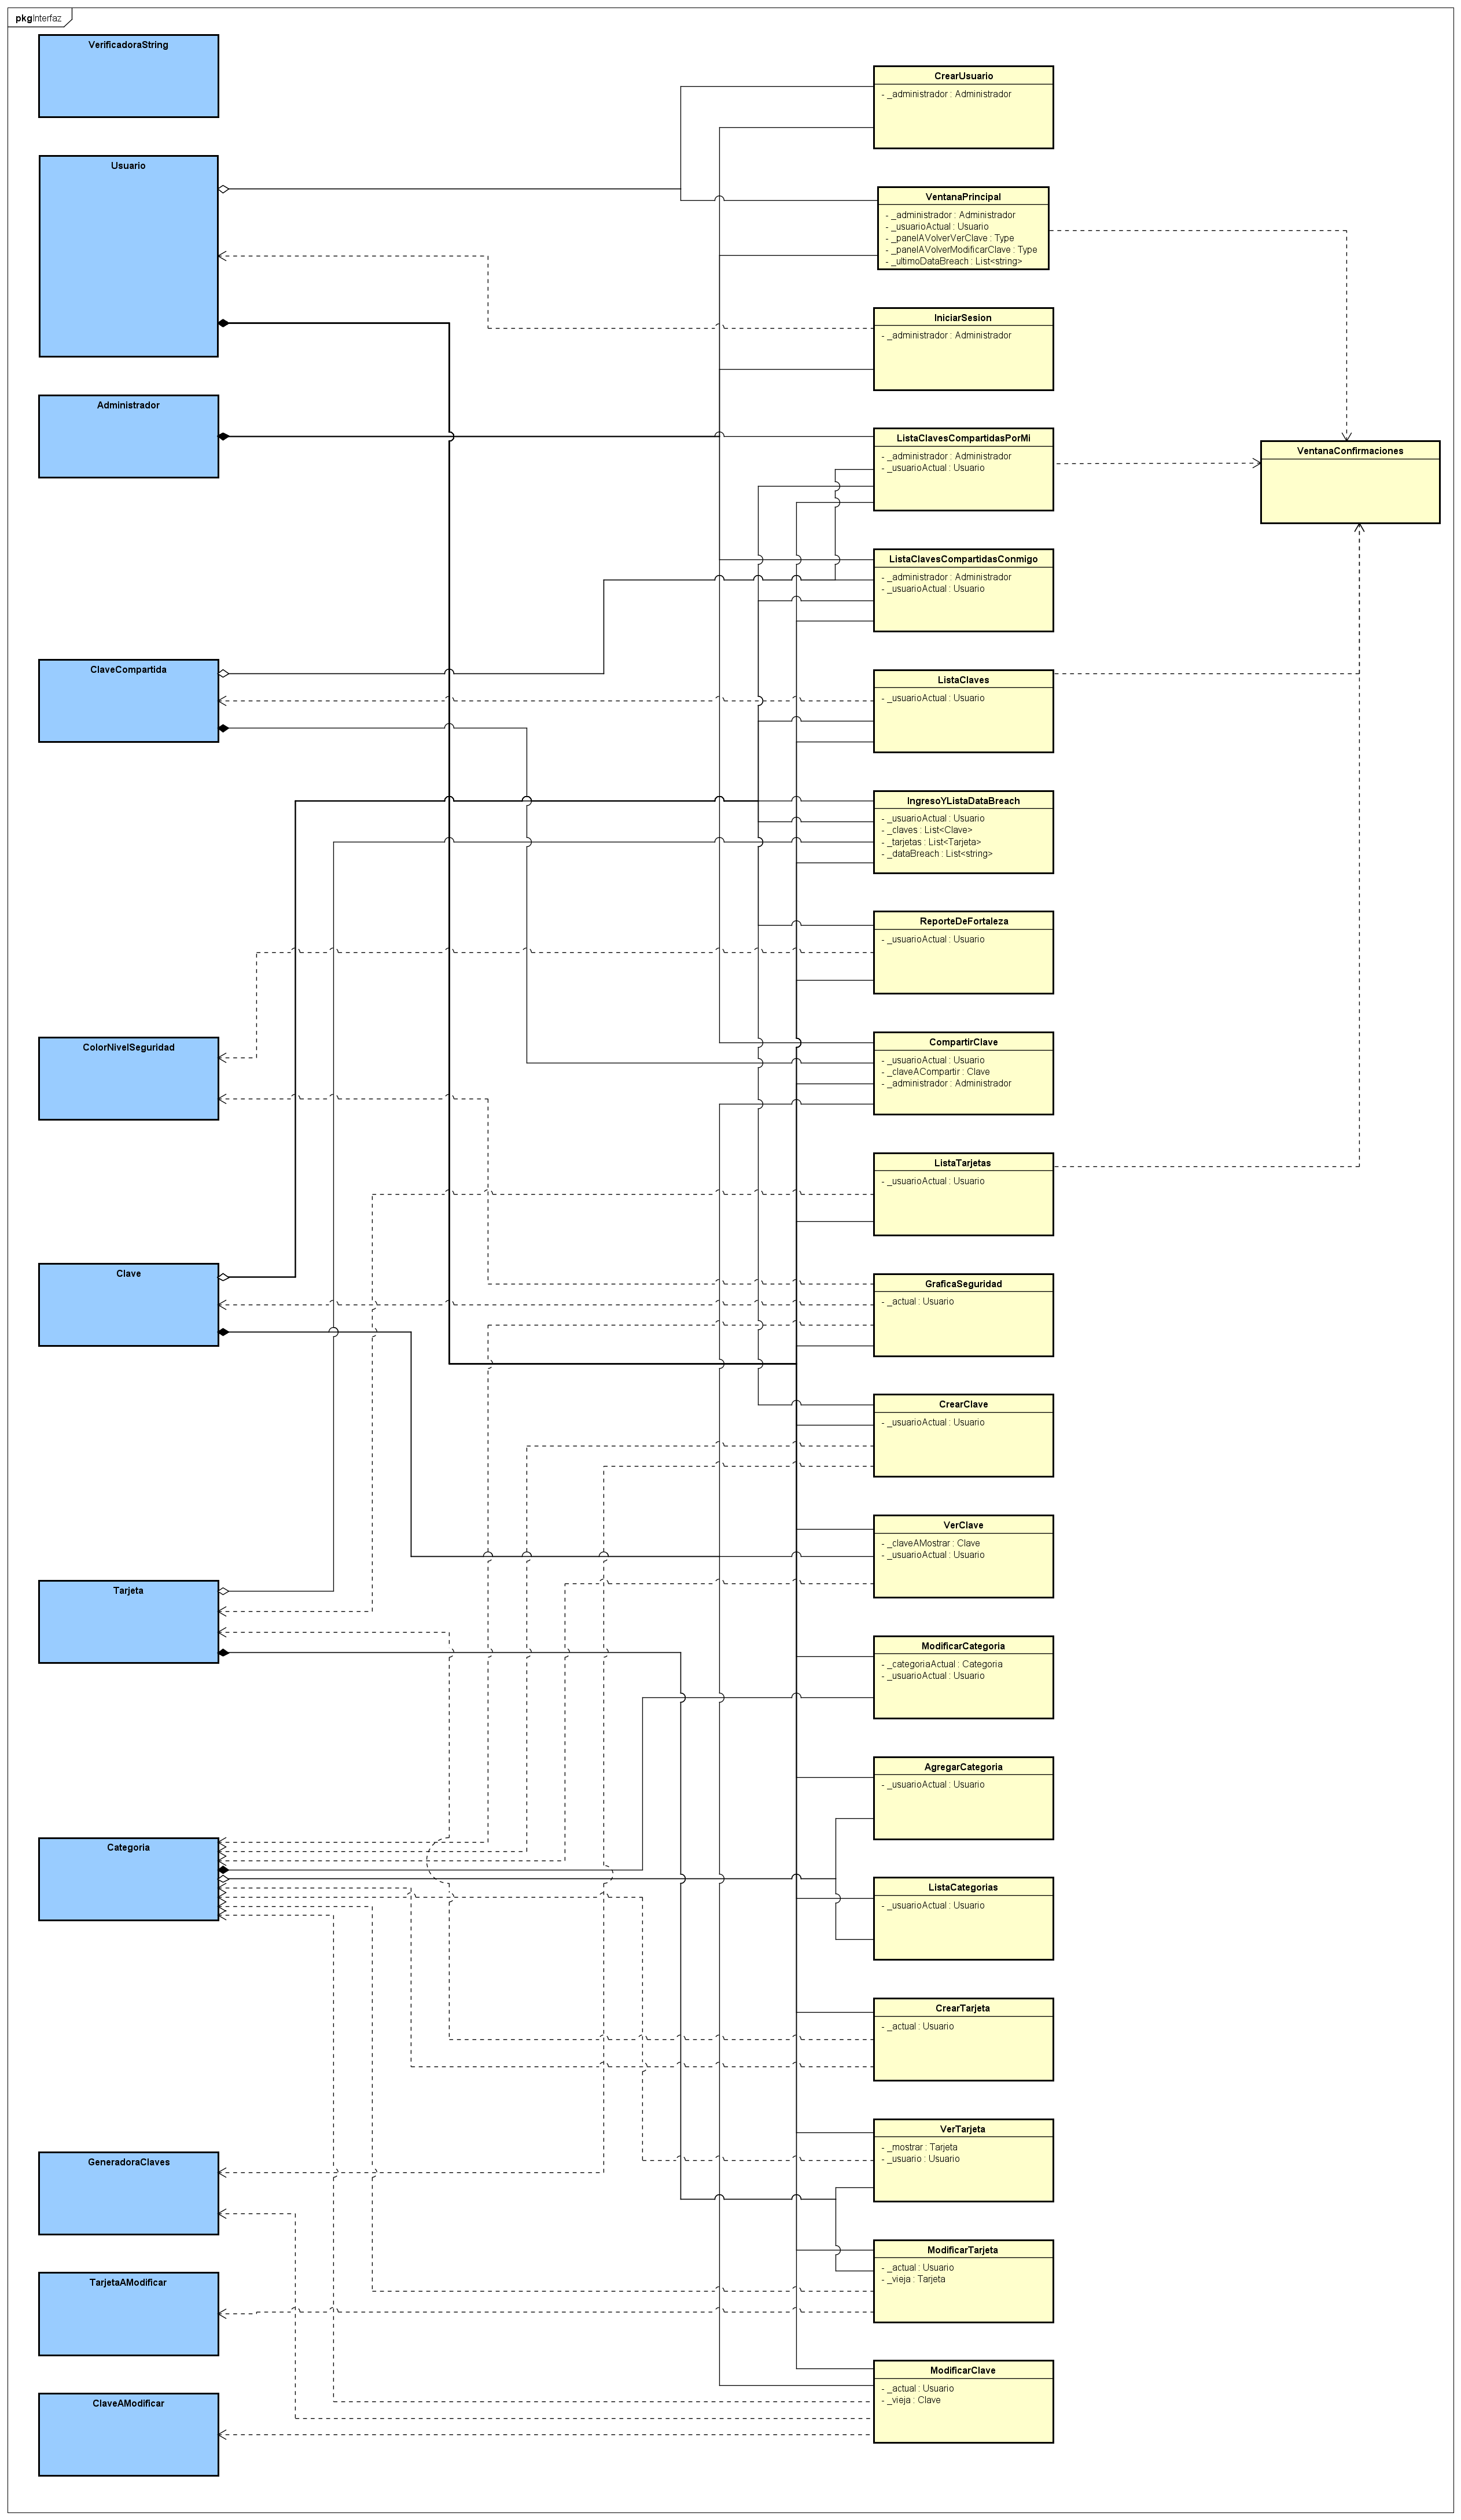 pkgInterfaz
VerificadoraString
Usuario
Administrador
ClaveCompartida
ColorNivelSeguridad
Clave
Tarjeta
Categoria
GeneradoraClaves
TarjetaAModificar
ClaveAModificar
CrearUsuario
- _administrador : Administrador
VentanaPrincipal
- _administrador : Administrador
- _usuarioActual : Usuario
- _panelAVolverVerClave : Type
- _panelAVolverModificarClave : Type
- _ultimoDataBreach : List<string>
IniciarSesion
- _administrador : Administrador
ListaClavesCompartidasPorMi
- _administrador : Administrador
- _usuarioActual : Usuario
ListaClavesCompartidasConmigo
- _administrador : Administrador
- _usuarioActual : Usuario
ListaClaves
- _usuarioActual : Usuario
IngresoYListaDataBreach
- _usuarioActual : Usuario
- _claves : List<Clave>
- _tarjetas : List<Tarjeta>
- _dataBreach : List<string>
ReporteDeFortaleza
- _usuarioActual : Usuario
CompartirClave
- _usuarioActual : Usuario
- _claveACompartir : Clave
- _administrador : Administrador
ListaTarjetas
- _usuarioActual : Usuario
GraficaSeguridad
- _actual : Usuario
CrearClave
- _usuarioActual : Usuario
VerClave
- _claveAMostrar : Clave
- _usuarioActual : Usuario
ModificarCategoria
- _categoriaActual : Categoria
- _usuarioActual : Usuario
AgregarCategoria
- _usuarioActual : Usuario
ListaCategorias
- _usuarioActual : Usuario
CrearTarjeta
- _actual : Usuario
VerTarjeta
- _mostrar : Tarjeta
- _usuario : Usuario
ModificarTarjeta
- _actual : Usuario
- _vieja : Tarjeta
ModificarClave
- _actual : Usuario
- _vieja : Clave
VentanaConfirmaciones